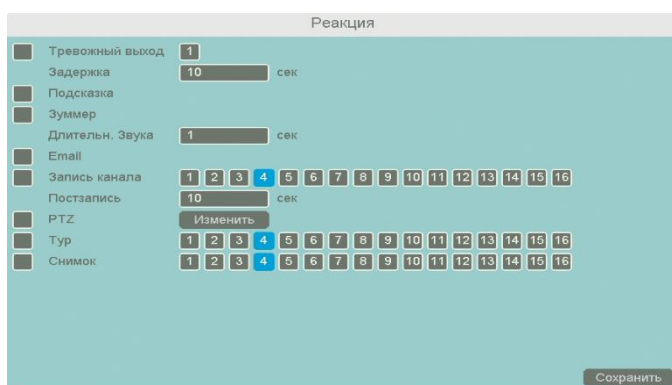 Реакция
Тревожный выход 1
Задержка 10 сек
Подсказка
Зуммер
Длительн. Звука 1 сек
Email
Запись канала 1 2 3 4 5 6 7 8 9 10 11 12 13 14 15 16
Постзапись 10 сек
PTZ Изменить
Тур 1 2 3 4 5 6 7 8 9 10 11 12 13 14 15 16
Снимок 1 2 3 4 5 6 7 8 9 10 11 12 13 14 15 16
Сохранить